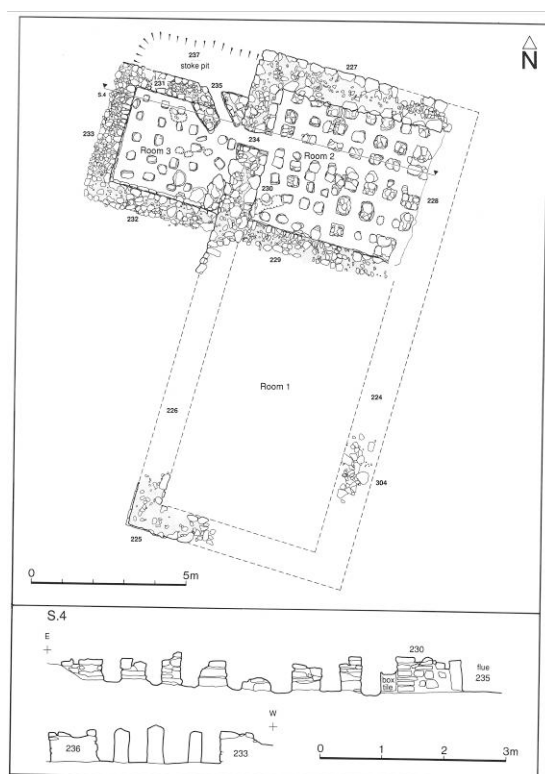 237
stoke pit
227
N
231
235
S.4
233
234
Room 3
Room 2
230
228
232
229
Room 1
224
226
304
225
0
5m
S.4
E
230
flue
235
box
tile
W
236
233
0
1
2
3m